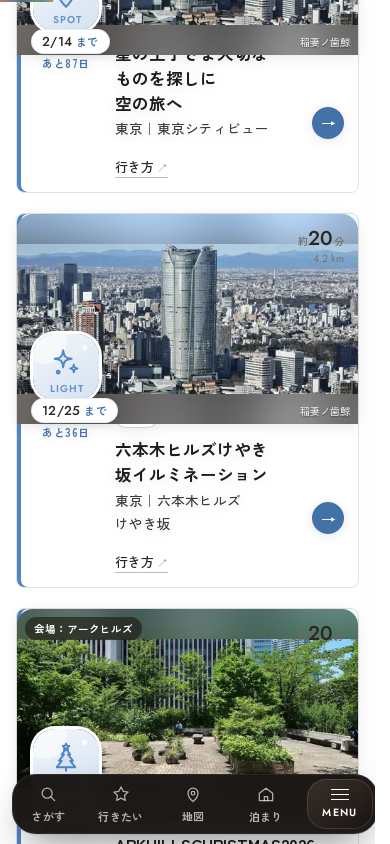 SPOT
2/14 まで
稲妻ノ歯鯨
あと87日
星の王子さま大切な
ものを探しに
空の旅へ
東京｜東京シティビュー
→
行き方 ↗
約20分
4.2 km
LIGHT
12/25 まで
稲妻ノ歯鯨
あと36日
六本木ヒルズけやき
坂イルミネーション
東京｜六本木ヒルズ
けやき坂
→
行き方 ↗
会場：アークヒルズ
20
さがす
行きたい
地図
泊まり
MENU